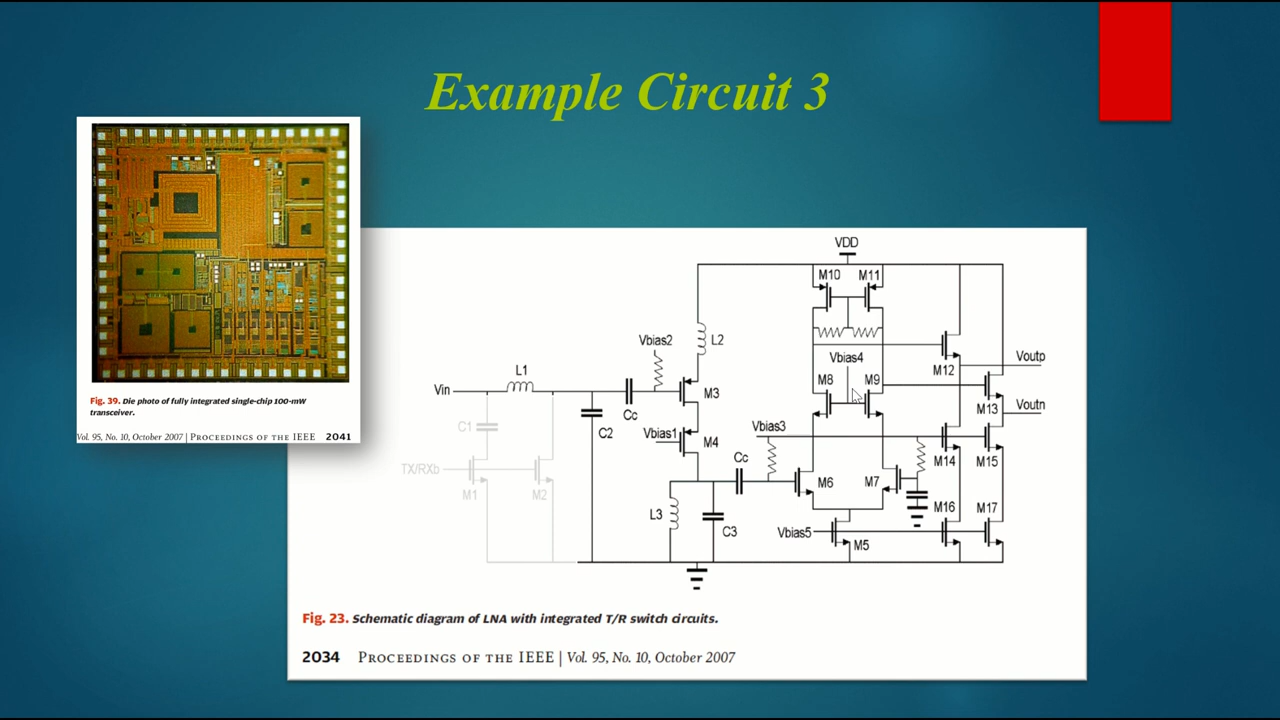 Example Circuit 3
Fig. 39. Die photo of fully integrated single-chip 100-mW
transceiver.
Vol. 95, No. 10, October 2007 | PROCEEDINGS OF THE IEEE 2041
VDD
M10 M11
Vbias2
L2
L1
Vin
Vbias4
M12
Voutp
M8 M9
M3
Cc
C2
M13
Voutn
C1
Vbias1
M4
Vbias3
Cc
M14 M15
TX/RXb
M1 M2
M6 M7
L3
C3
M16 M17
Vbias5
M5
Fig. 23. Schematic diagram of LNA with integrated T/R switch circuits.
2034 PROCEEDINGS OF THE IEEE | Vol. 95, No. 10, October 2007